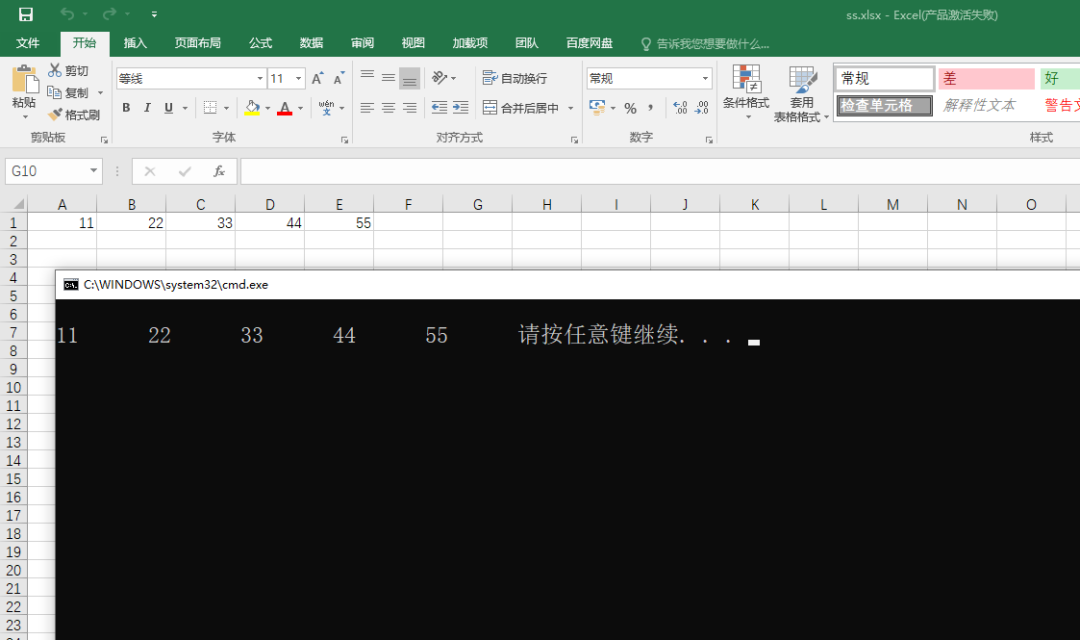 ss.xlsx - Excel(产品激活失败)
文件 开始 插入 页面布局 公式 数据 审阅 视图 加载项 团队 百度网盘 告诉我您想要做什么...
粘贴 剪切 复制 格式刷
等线 11 A A
B I U A wén 文
自动换行
合并后居中
常规
% , .00 .0
条件格式 套用 表格格式
常规 差 好
检查单元格 解释性文本 警告文
剪贴板 字体 对齐方式 数字 样式
G10 fx
A B C D E F G H I J K L M N O
1 11 22 33 44 55
2
3
4
5
6
7
8
9
10
11
12
13
14
15
16
17
18
19
20
21
22
23
C:\WINDOWS\system32\cmd.exe
11 22 33 44 55 请按任意键继续. . .